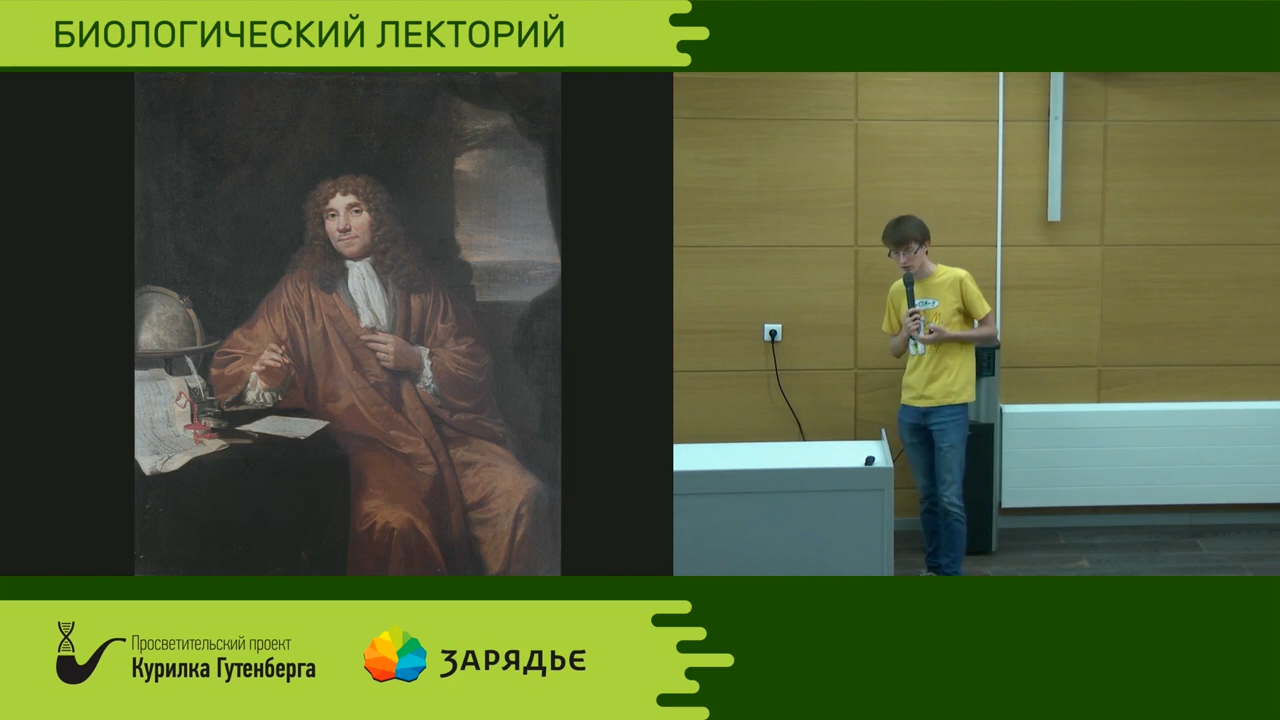 БИОЛОГИЧЕСКИЙ ЛЕКТОРИЙ
Просветительский проект
Курилка Гутенберга
ЗАРЯДЬЕ